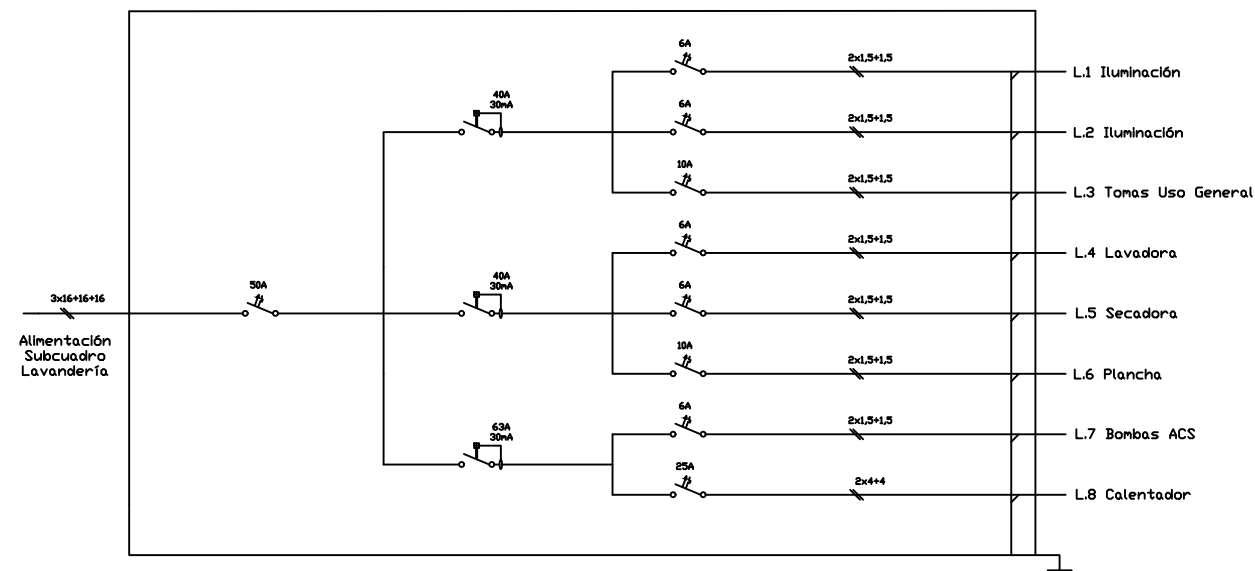 6A
2x1,5+1,5
L.1 Iluminación
40A
30mA
6A
2x1,5+1,5
L.2 Iluminación
10A
2x1,5+1,5
L.3 Tomas Uso General
6A
2x1,5+1,5
L.4 Lavadora
3x16+16+16
50A
40A
30mA
6A
2x1,5+1,5
L.5 Secadora
Alimentación
Subcuadro
Lavandería
10A
2x1,5+1,5
L.6 Plancha
63A
30mA
6A
2x1,5+1,5
L.7 Bombas ACS
25A
2x4+4
L.8 Calentador